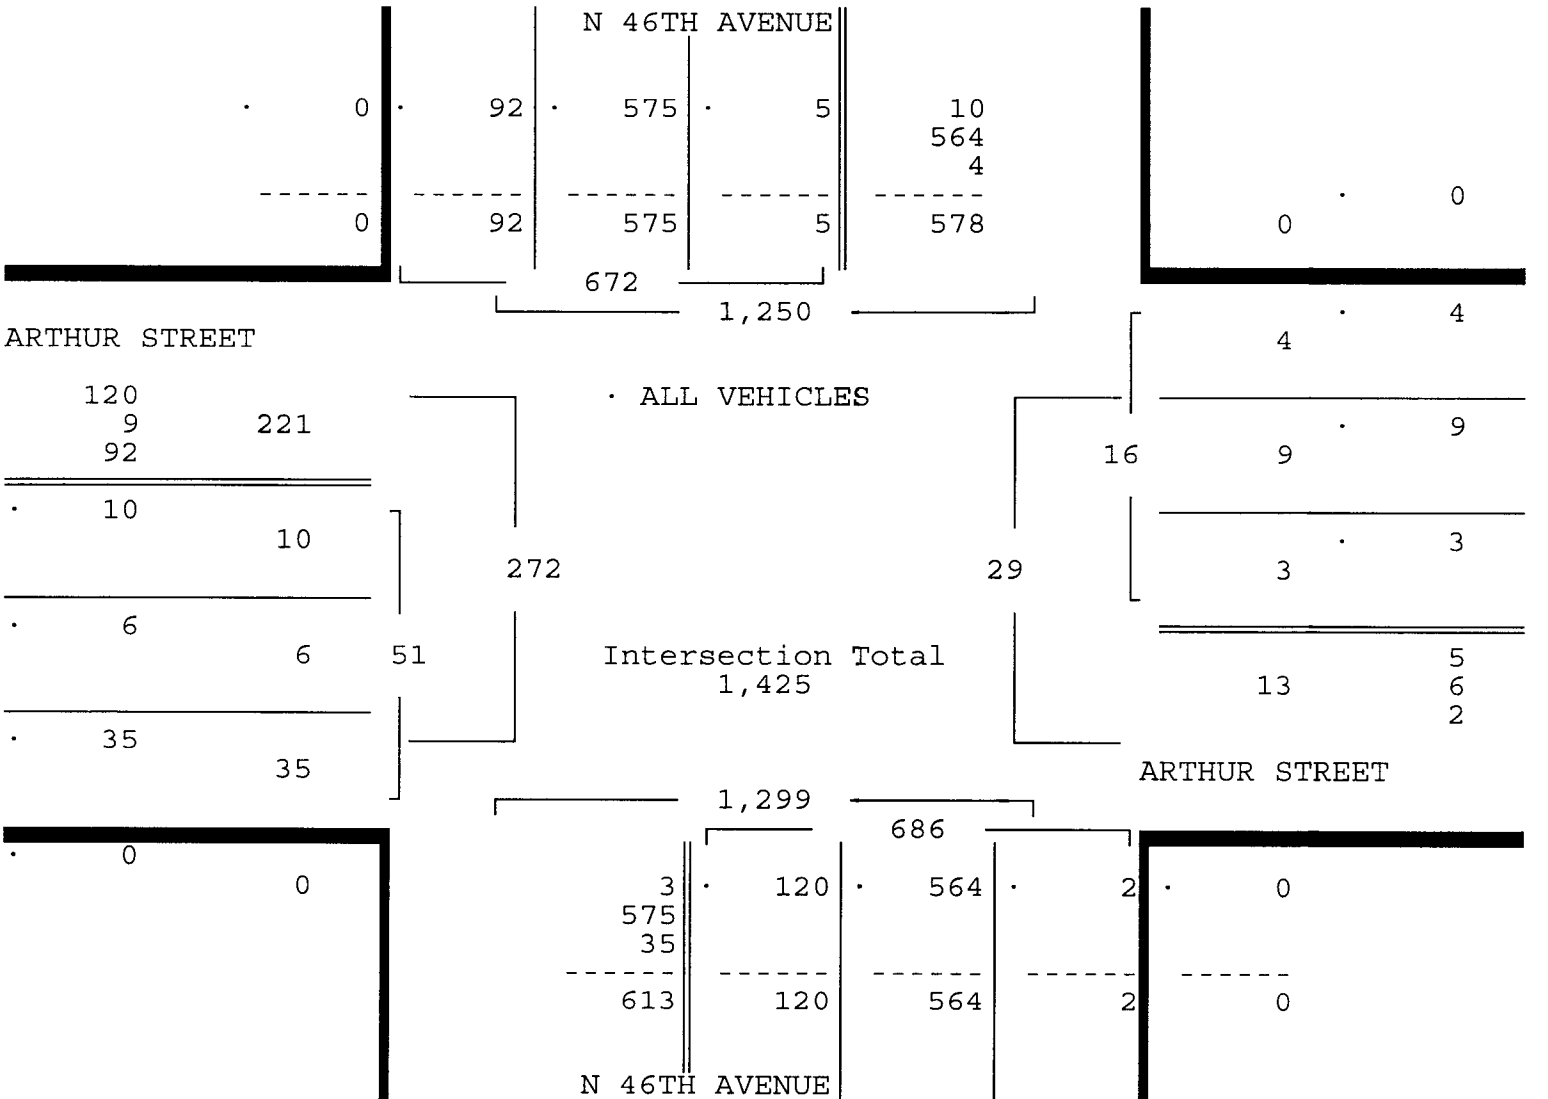 N 46TH AVENUE
· 0 · 92 · 575 · 5 10
564
4
------ ------ ------ ------ ------
0 92 575 5 578
· 0
0
672
1,250
ARTHUR STREET
120
9 221
92
· 10
10
· 6
6 51
· 35
35
· 0
0
· ALL VEHICLES
272
29
16
Intersection Total
1,425
· 4
4
· 9
9
· 3
3
5
13 6
2
ARTHUR STREET
1,299
686
3 · 120 · 564 · 2 · 0
575
35
------ ------ ------ ------ ------
613 120 564 2 0
N 46TH AVENUE